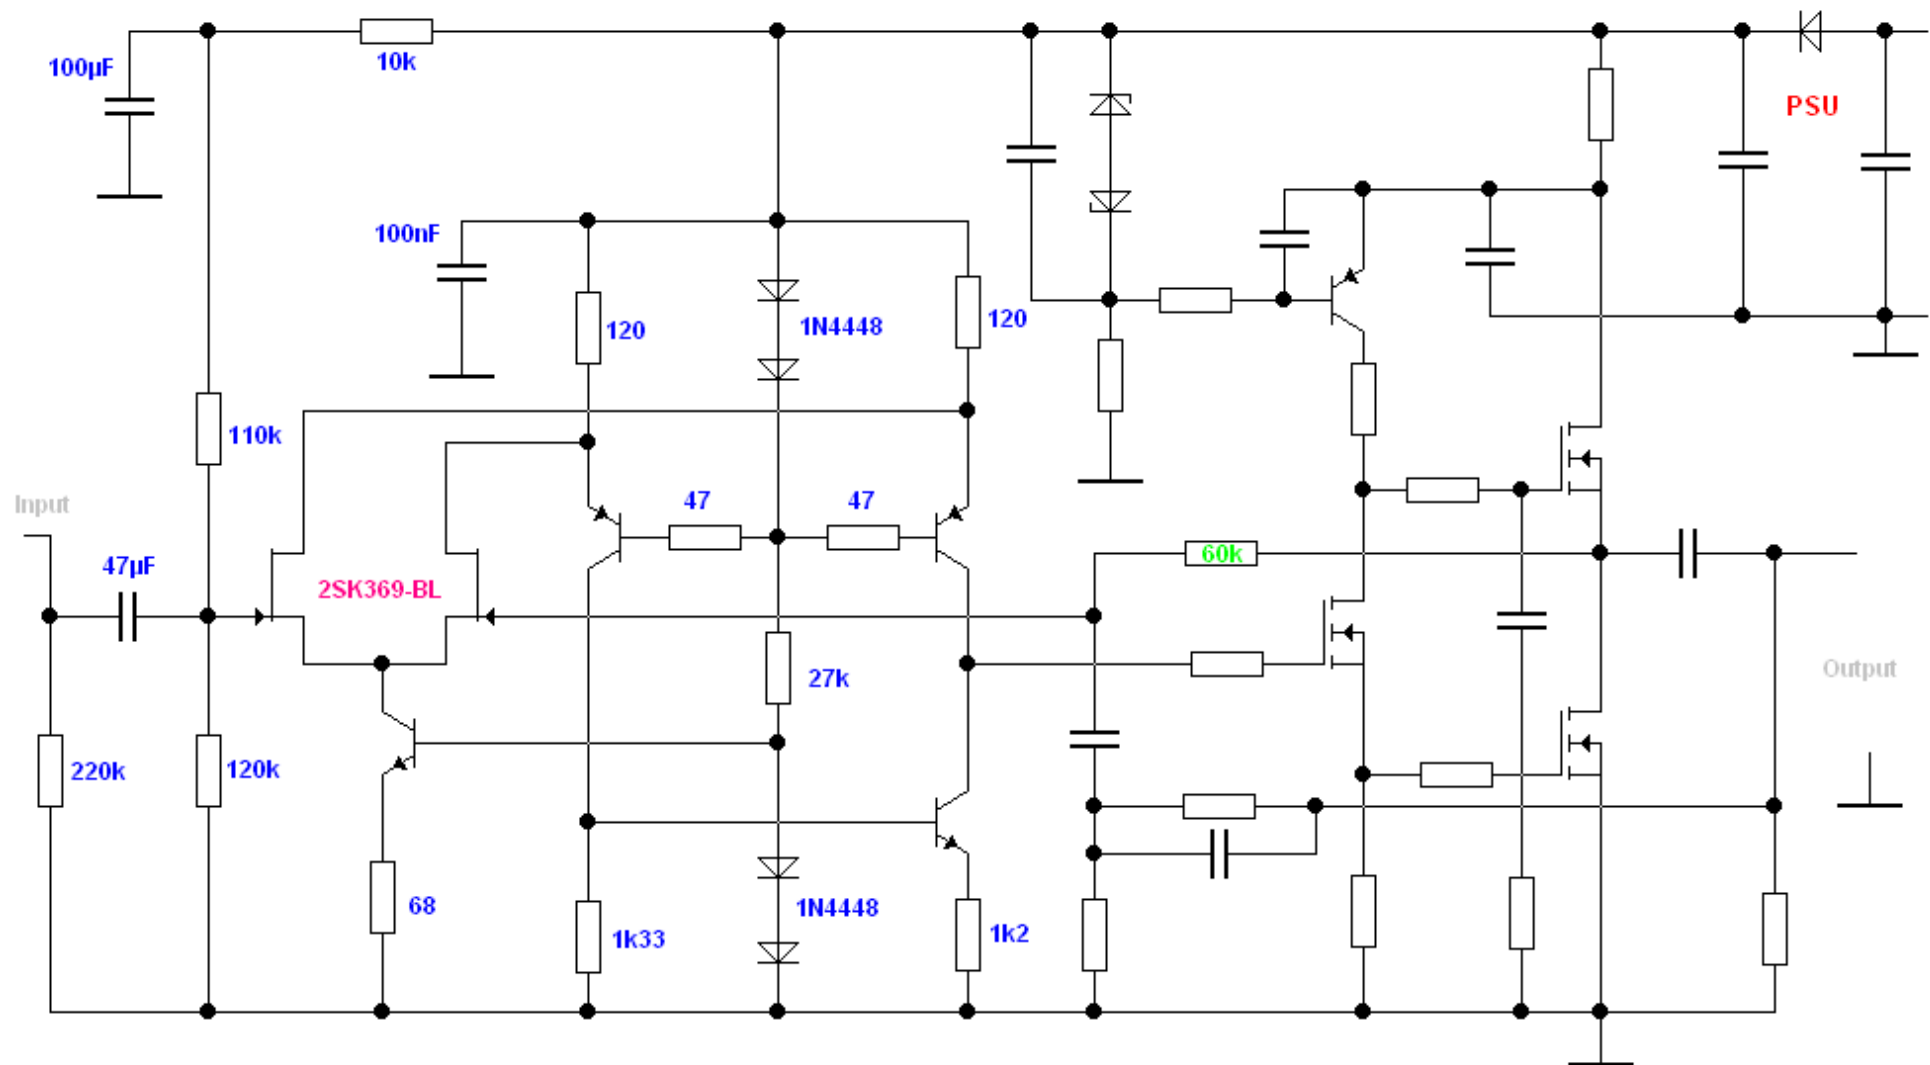 100µF
10k
PSU
100nF
120
1N4448
120
110k
Input
47
47
47µF
2SK369-BL
60k
27k
Output
220k
120k
68
1N4448
1k33
1k2